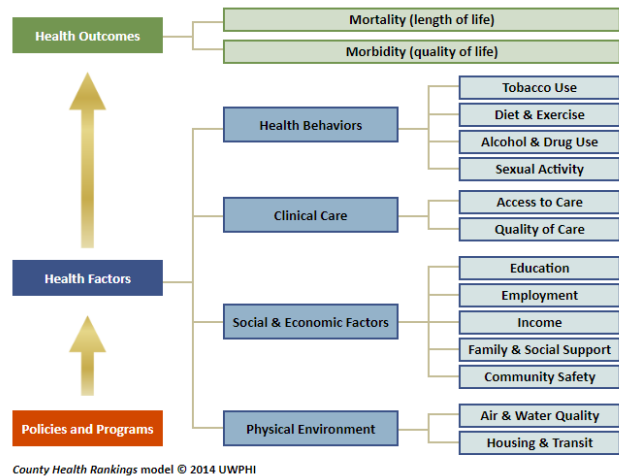 Health Outcomes
Mortality (length of life)
Morbidity (quality of life)
Health Factors
Health Behaviors
Tobacco Use
Diet & Exercise
Alcohol & Drug Use
Sexual Activity
Clinical Care
Access to Care
Quality of Care
Social & Economic Factors
Education
Employment
Income
Family & Social Support
Community Safety
Physical Environment
Air & Water Quality
Housing & Transit
Policies and Programs
County Health Rankings model © 2014 UWPHI